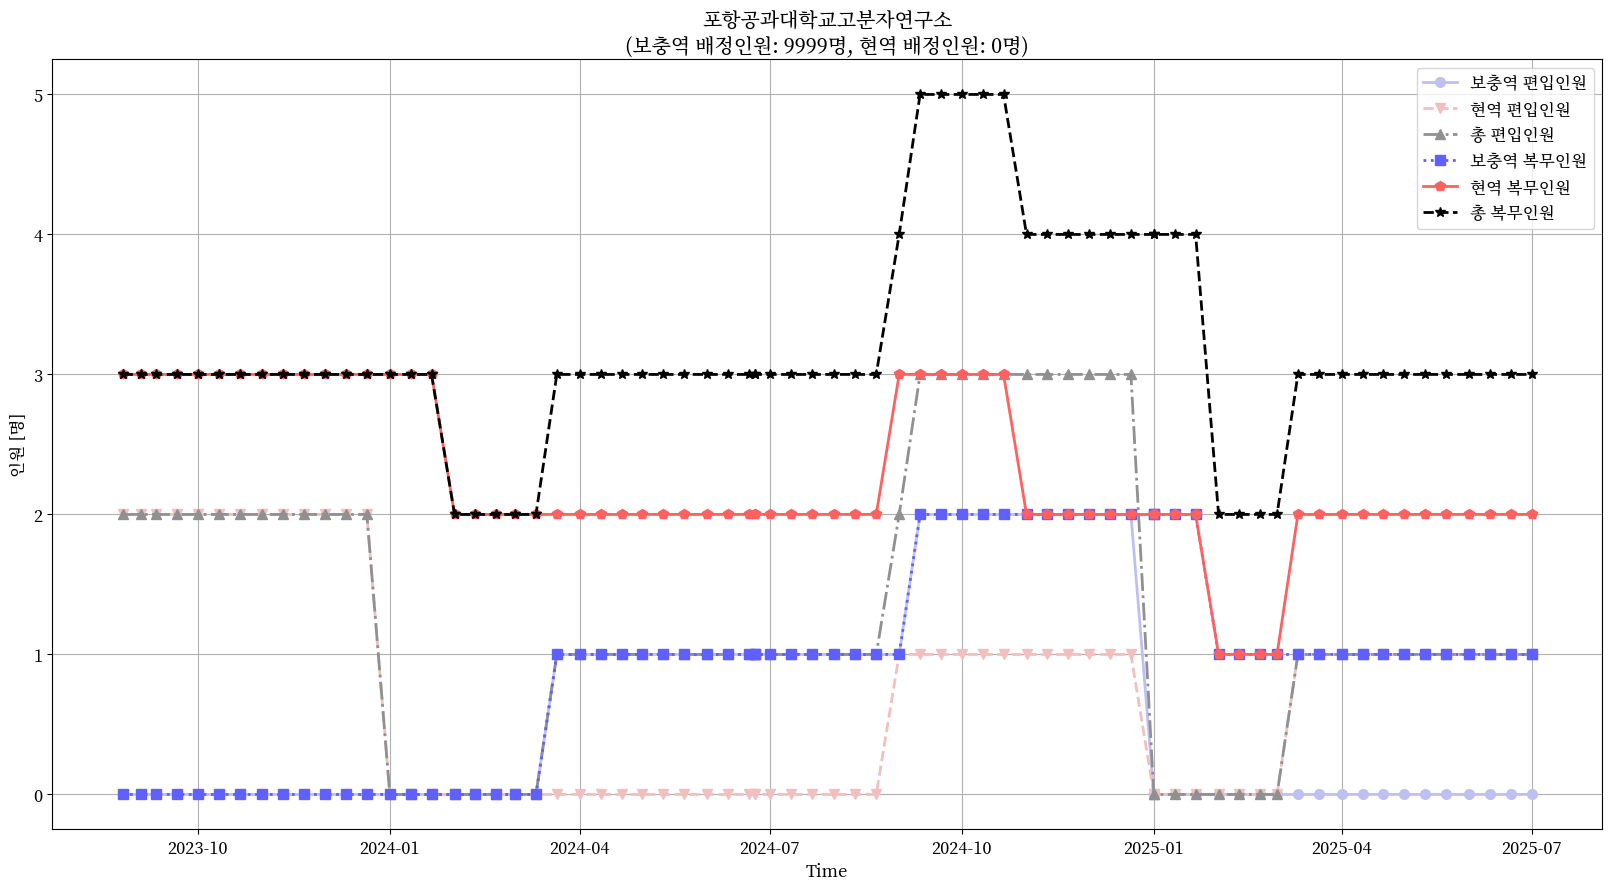 포항공과대학교고분자연구소
(보충역 배정인원: 9999명, 현역 배정인원: 0명)
보충역 편입인원
현역 편입인원
총 편입인원
보충역 복무인원
현역 복무인원
총 복무인원
인원 [명]
5
4
3
2
1
0
2023-10
2024-01
2024-04
2024-07
2024-10
2025-01
2025-04
2025-07
Time